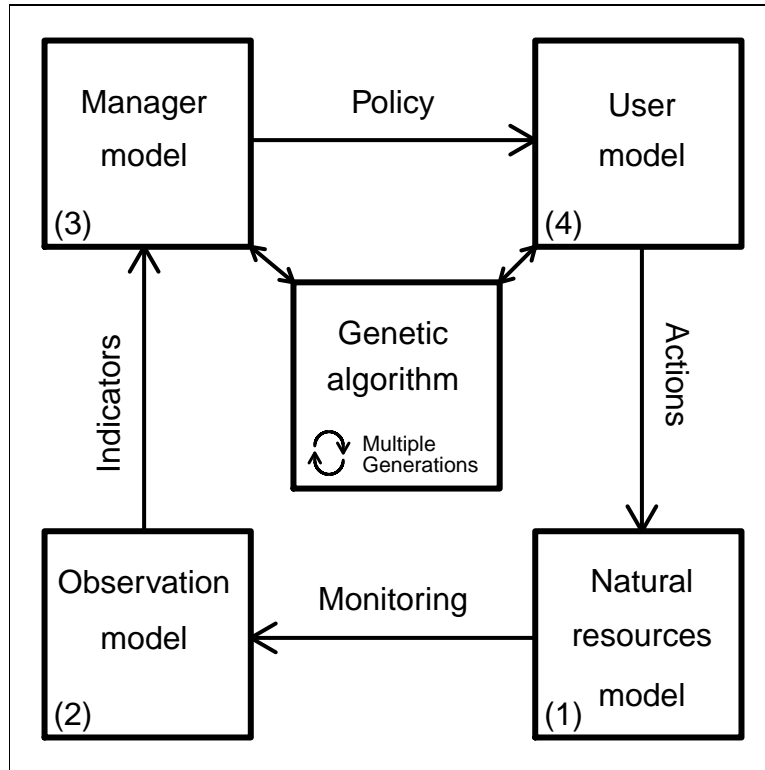 Manager
model
(3)
Policy
User
model
(4)
Genetic
algorithm
Multiple
Generations
Indicators
Actions
Observation
model
(2)
Monitoring
Natural
resources
model
(1)